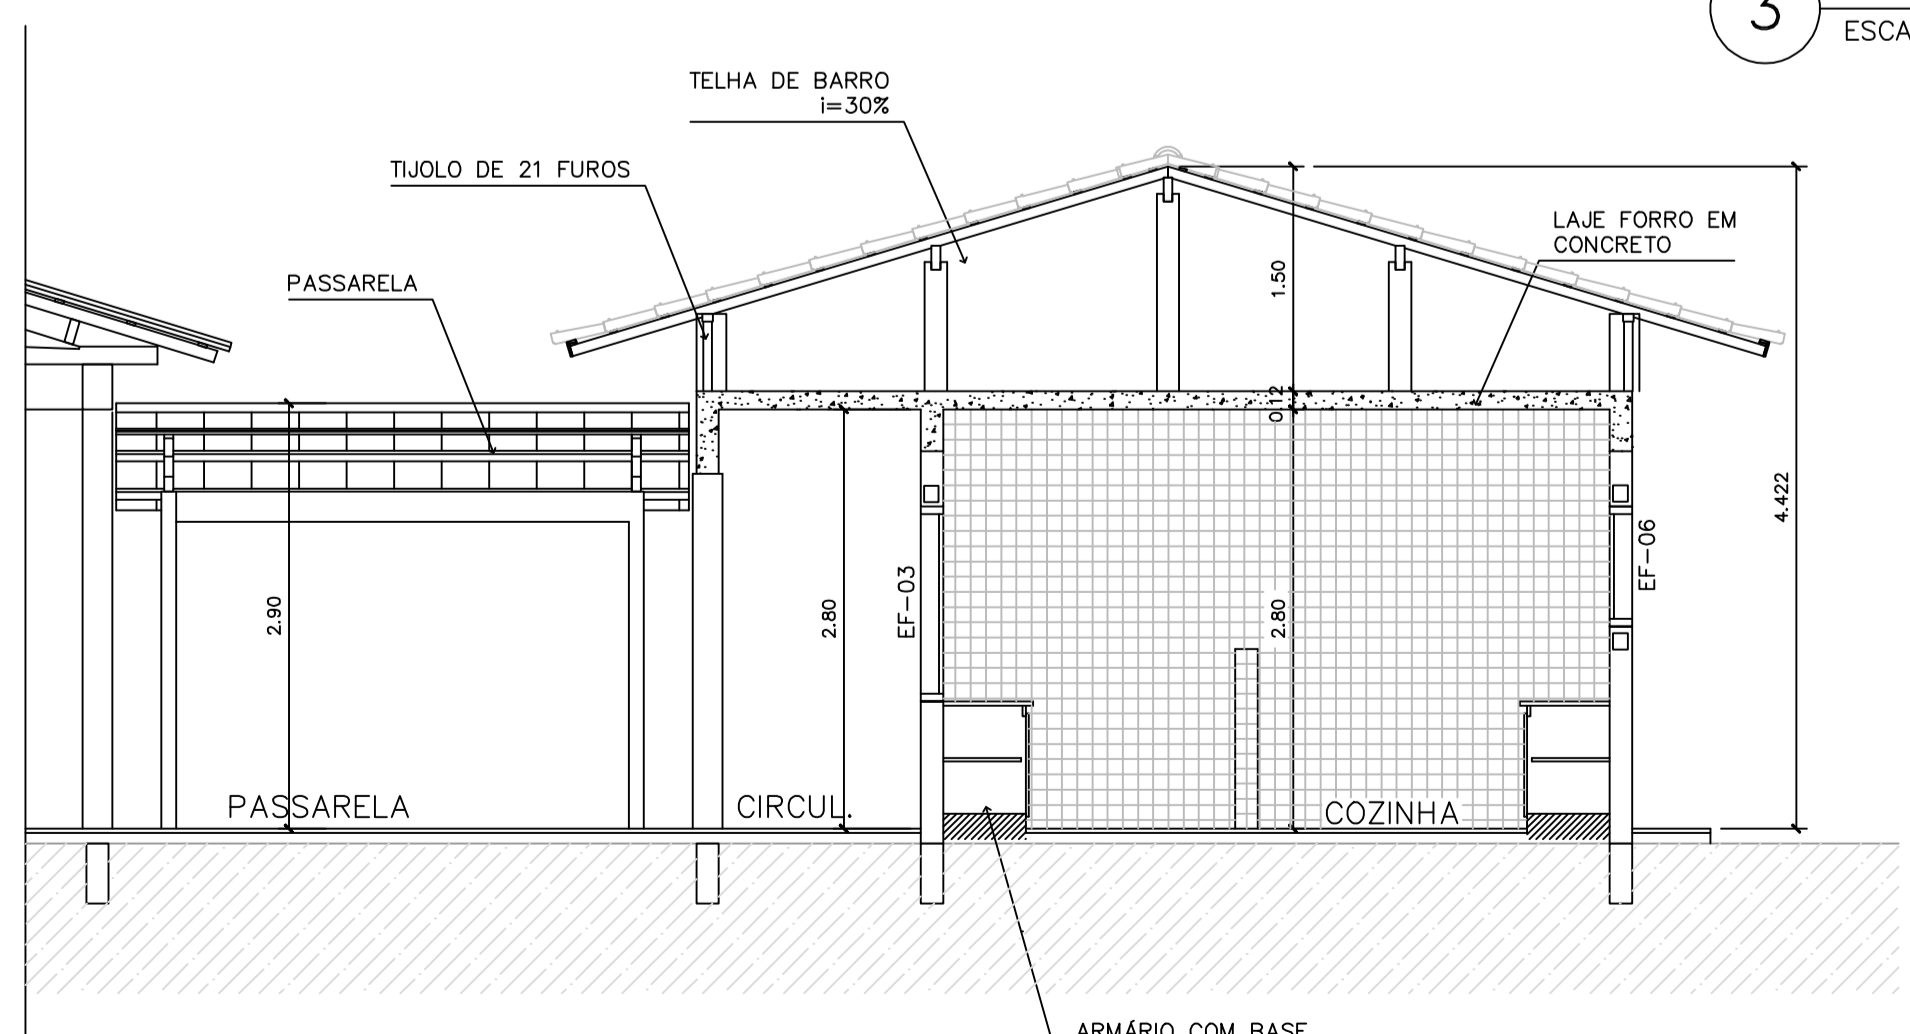 3
ESCA
TELHA DE BARRO
i=30%
TIJOLO DE 21 FUROS
LAJE FORRO EM
CONCRETO
PASSARELA
1.50
0.12
4.422
EF-06
EF-03
2.90
2.80
2.80
PASSARELA
CIRCUL.
COZINHA
ARMÁRIO COM BASE